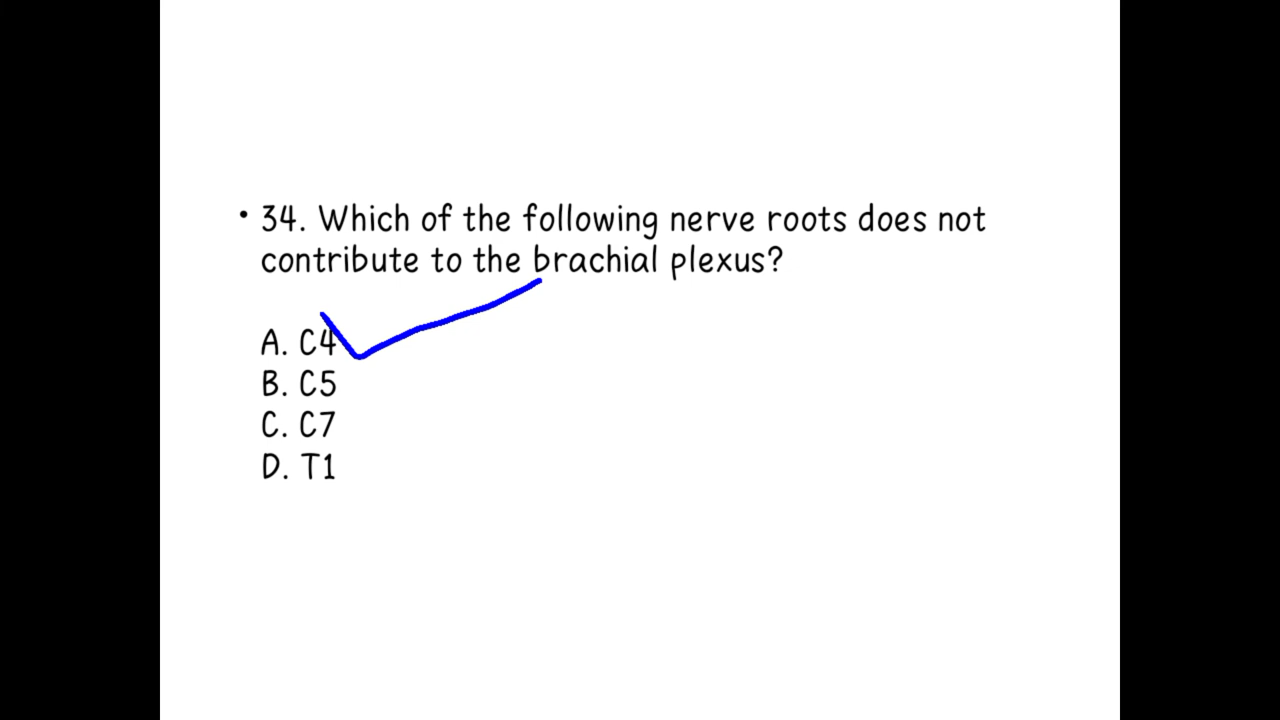 • 34. Which of the following nerve roots does not
contribute to the brachial plexus?
A. C4
B. C5
C. C7
D. T1